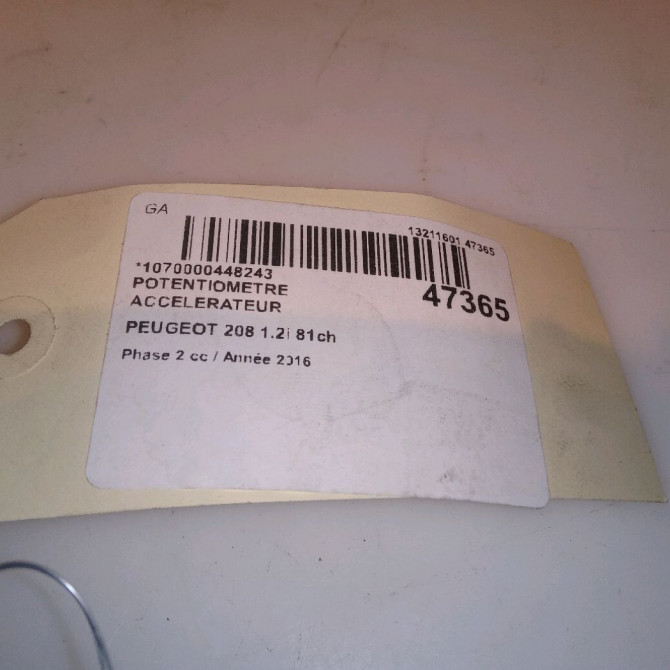 GA
13211601 47365
*1070000448243
47365
POTENTIOMETRE
ACCELERATEUR
PEUGEOT 208 1.2i 81ch
Phase 2 cc / Année 2016